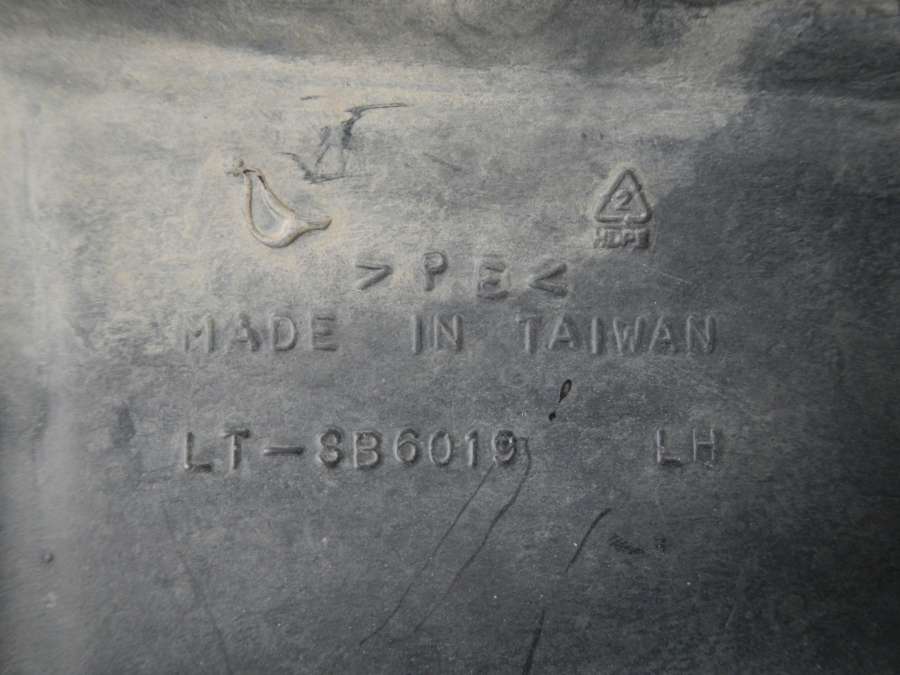 2
HDPE
>PE<
MADE IN TAIWAN
LT-SB6019 LH